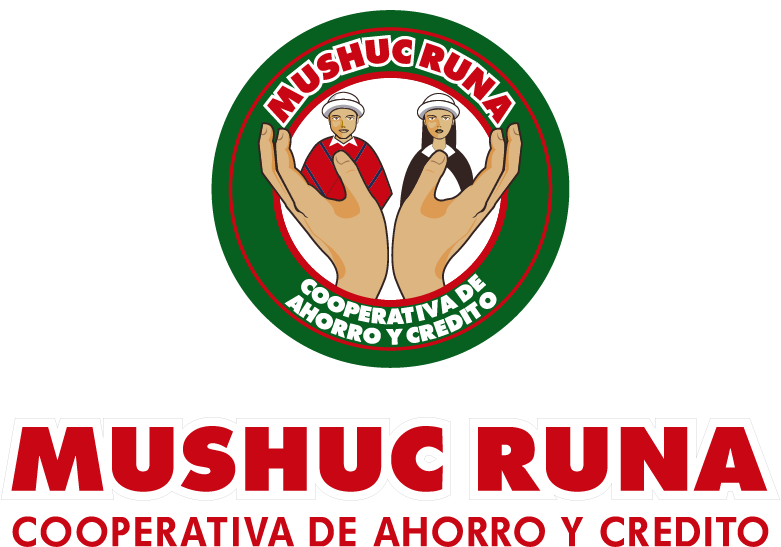 MUSHUC RUNA
COOPERATIVA DE
AHORRO Y CREDITO
MUSHUC RUNA
COOPERATIVA DE AHORRO Y CREDITO